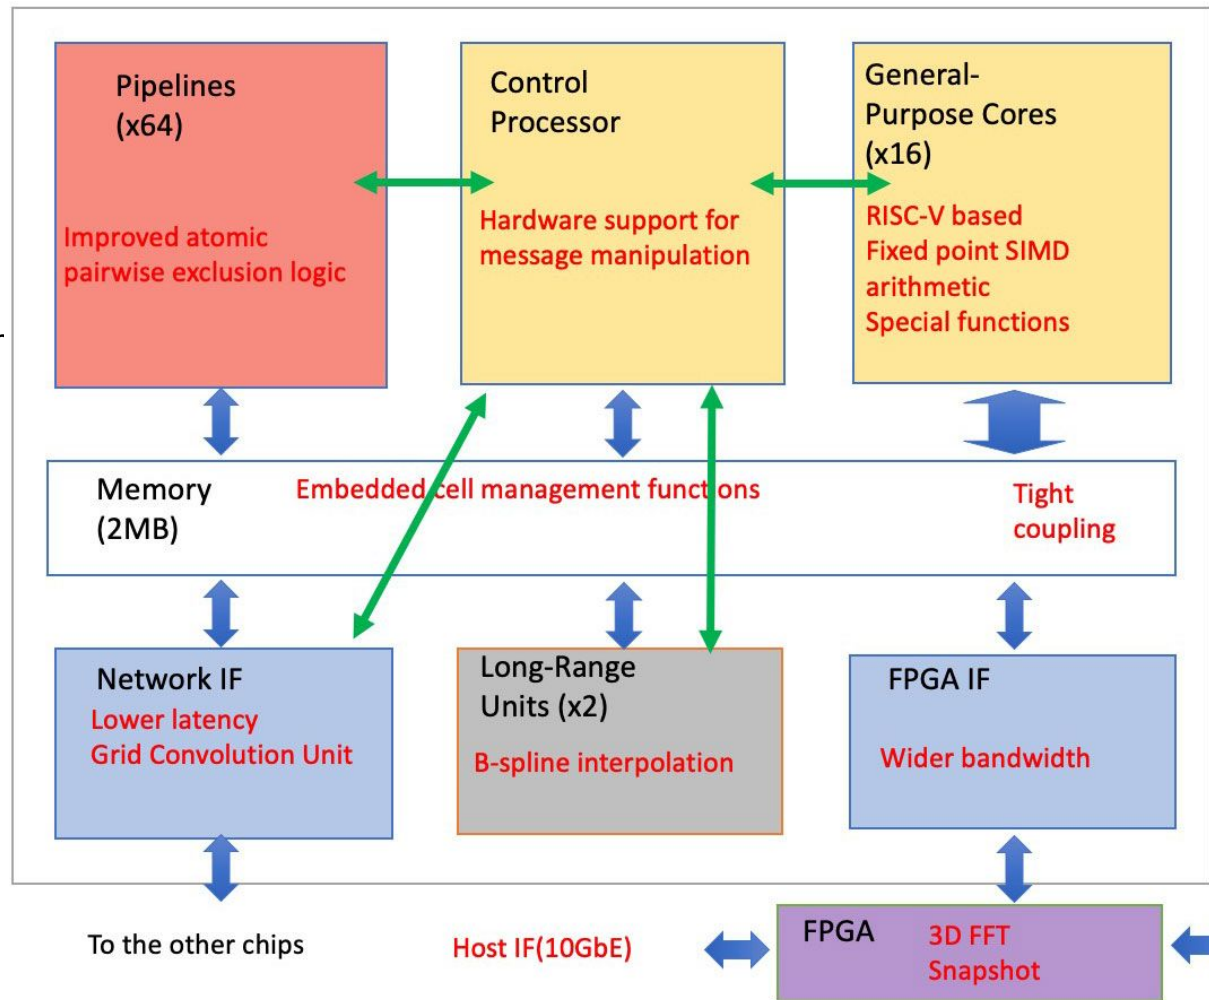 Pipelines
(x64)
Improved atomic
pairwise exclusion logic
Control
Processor
Hardware support for
message manipulation
General-
Purpose Cores
(x16)
RISC-V based
Fixed point SIMD
arithmetic
Special functions
Memory
(2MB)
Embedded cell management functions
Tight
coupling
Network IF
Lower latency
Grid Convolution Unit
Long-Range
Units (x2)
B-spline interpolation
FPGA IF
Wider bandwidth
To the other chips
Host IF(10GbE)
FPGA
3D FFT
Snapshot